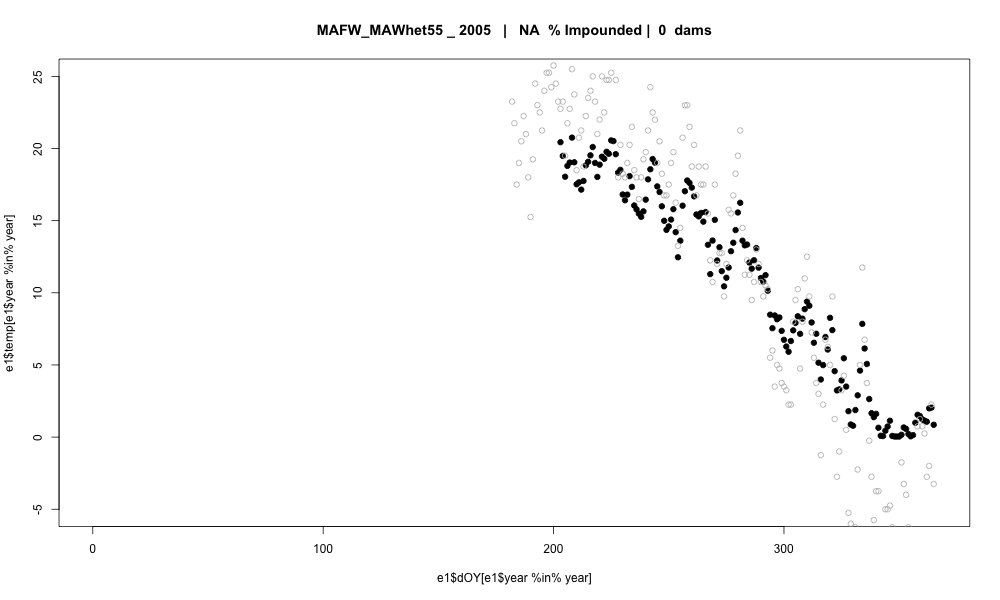 MAFW_MAWhet55 _ 2005 | NA % Impounded | 0 dams
25
20
15
10
5
0
-5
e1$temp[e1$year %in% year]
0 100 200 300
e1$dOY[e1$year %in% year]